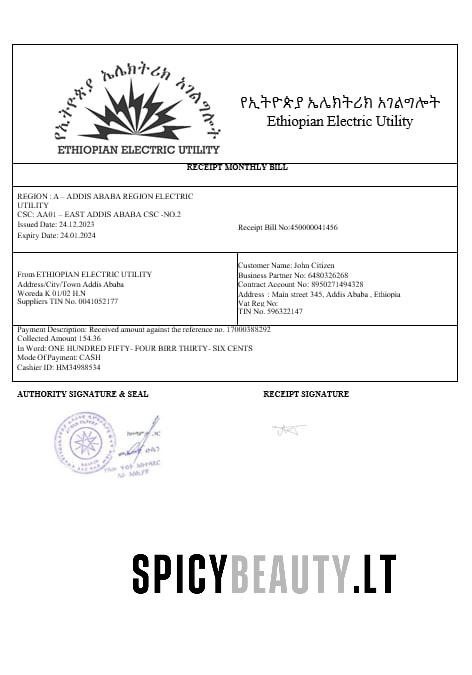 የኢትዮጵያ ኤሌክትሪክ አገልግሎት
ETHIOPIAN ELECTRIC UTILITY
የኢትዮጵያ ኤሌክትሪክ አገልግሎት
Ethiopian Electric Utility
RECEIPT MONTHLY BILL
REGION : A – ADDIS ABABA REGION ELECTRIC
UTILITY
CSC: AA01 – EAST ADDIS ABABA CSC -NO.2
Issued Date: 24.12.2023
Expiry Date: 24.01.2024
Receipt Bill No:450000041456
From ETHIOPIAN ELECTRIC UTILITY
Address/City/Town Addis Ababa
Woreda K 01/02 H.N
Suppliers TIN No. 0041052177
Customer Name: John Citizen
Business Partner No: 6480326268
Contract Account No: 8950271494328
Address : Main street 345, Addis Ababa , Ethiopia
Vat Reg No:
TIN No. 596322147
Payment Description: Received amount against the reference no. 17000388292
Collected Amount 154.36
In Word: ONE HUNDRED FIFTY- FOUR BIRR THIRTY- SIX CENTS
Mode Of Payment: CASH
Cashier ID: HM34988534
AUTHORITY SIGNATURE & SEAL
RECEIPT SIGNATURE
SPICYBEAUTY.LT